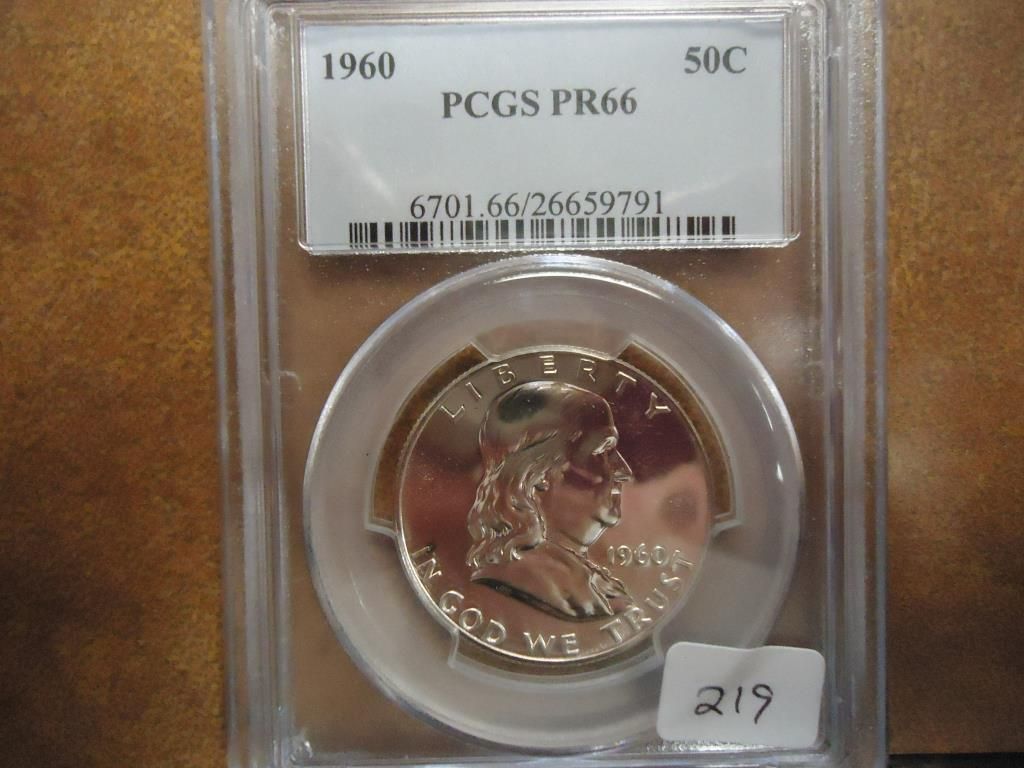 1960 50C
PCGS PR66
6701.66/26659791
LIBERTY
1960
IN GOD WE TRUST
219